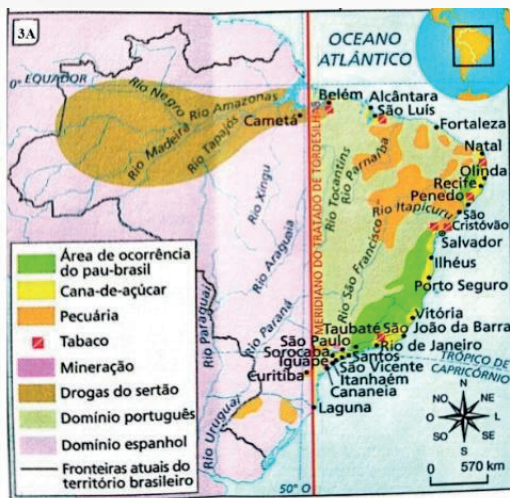 3A
OCEANO
ATLÂNTICO
0°
EQUADOR
Rio Negro
Rio Amazonas
Belém
Alcântara
São Luís
Cametá
Fortaleza
Rio Madeira
Rio Tapajós
Rio Xingu
Rio Tocantins
Rio Parnaíba
Natal
Olinda
Recife
Penedo
Rio Itapicuru
São
Cristóvão
Rio Araguaia
Rio São Francisco
Salvador
Ilhéus
Porto Seguro
MERIDIANO DO TRATADO DE TORDESILHAS
Rio Paraguai
Rio Paraná
Vitória
Taubaté
São
João da Barra
São Paulo
Rio de Janeiro
Sorocaba
Santos
Iguape
São Vicente
TRÓPICO DE
CAPRICÓRNIO
Curitiba
Itanhaém
Cananeia
Laguna
Rio Uruguai
50° O
Área de ocorrência
do pau-brasil
Cana-de-açúcar
Pecuária
Tabaco
Mineração
Drogas do sertão
Domínio português
Domínio espanhol
Fronteiras atuais do
território brasileiro
N
NO
NE
O
L
SO
SE
S
0
570 km